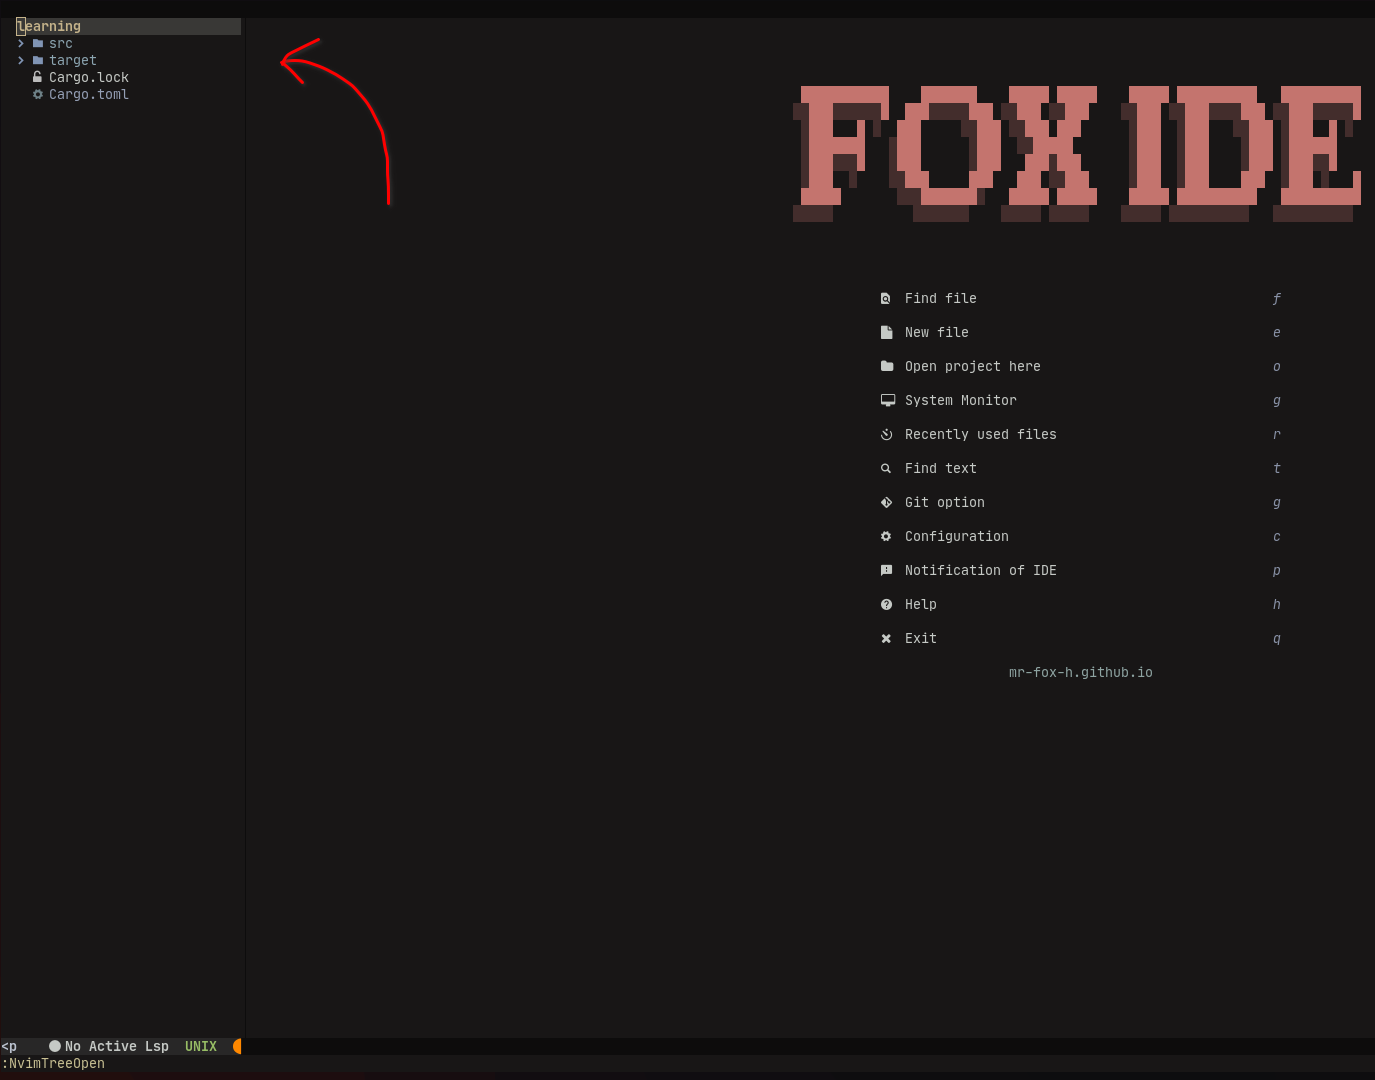 learning
src
target
Cargo.lock
Cargo.toml
FOX IDE
Find file f
New file e
Open project here o
System Monitor g
Recently used files r
Find text t
Git option g
Configuration c
Notification of IDE p
Help h
Exit q
mr-fox-h.github.io
<p No Active Lsp UNIX
:NvimTreeOpen